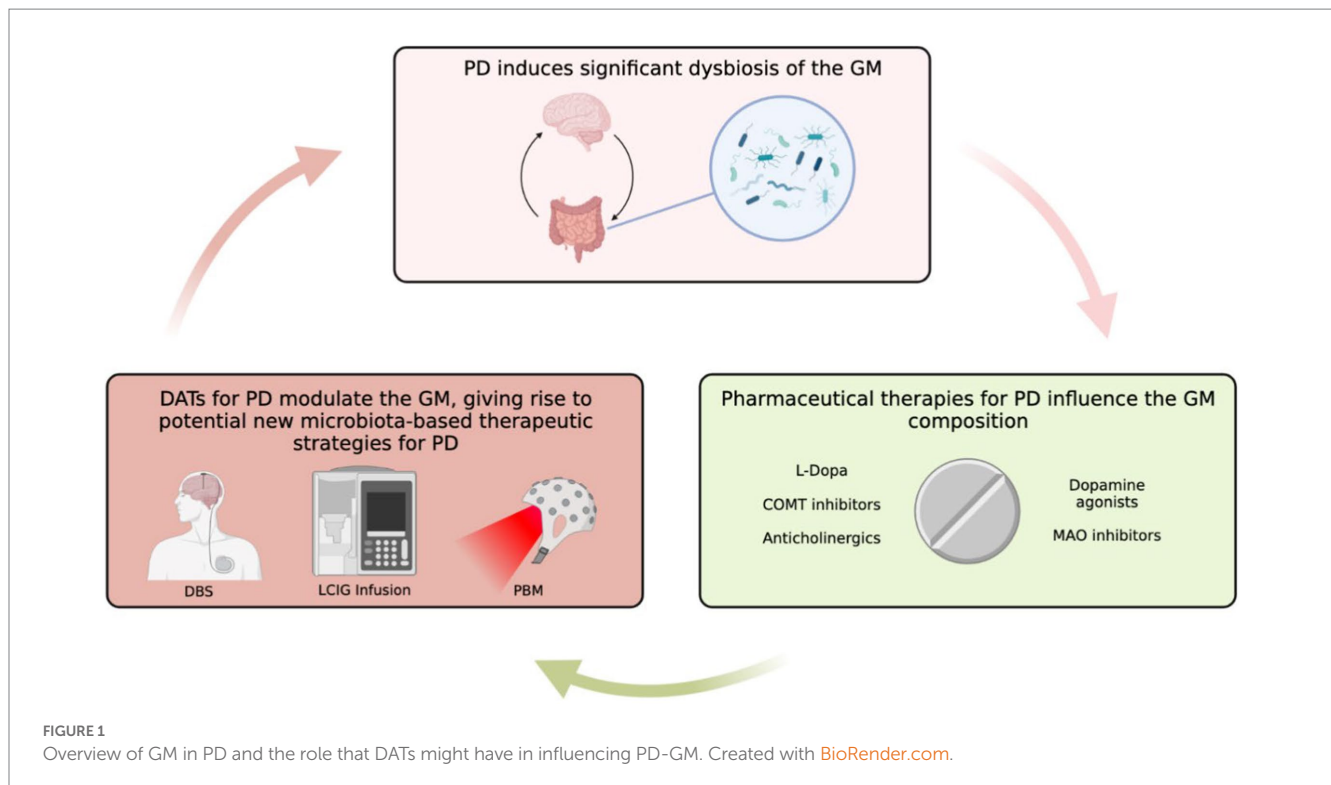 PD induces significant dysbiosis of the GM
DATs for PD modulate the GM, giving rise to
potential new microbiota-based therapeutic
strategies for PD
DBS
LCIG Infusion
PBM
Pharmaceutical therapies for PD influence the GM
composition
L-Dopa
COMT inhibitors
Anticholinergics
Dopamine
agonists
MAO inhibitors
FIGURE 1
Overview of GM in PD and the role that DATs might have in influencing PD-GM. Created with BioRender.com.